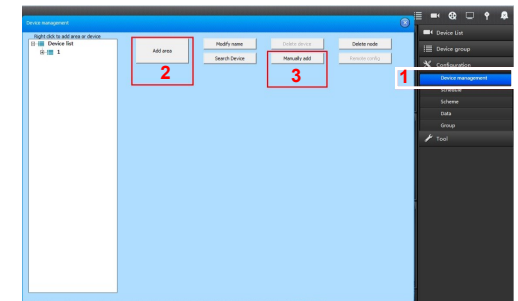 Device management
Right click to add area or device
Device list
1
Add area
Modify name
Delete device
Delete node
Search Device
Manually add
Remote config
2
3
1
Device List
Device group
Configuration
Device management
Schedule
Scheme
Data
Group
Tool